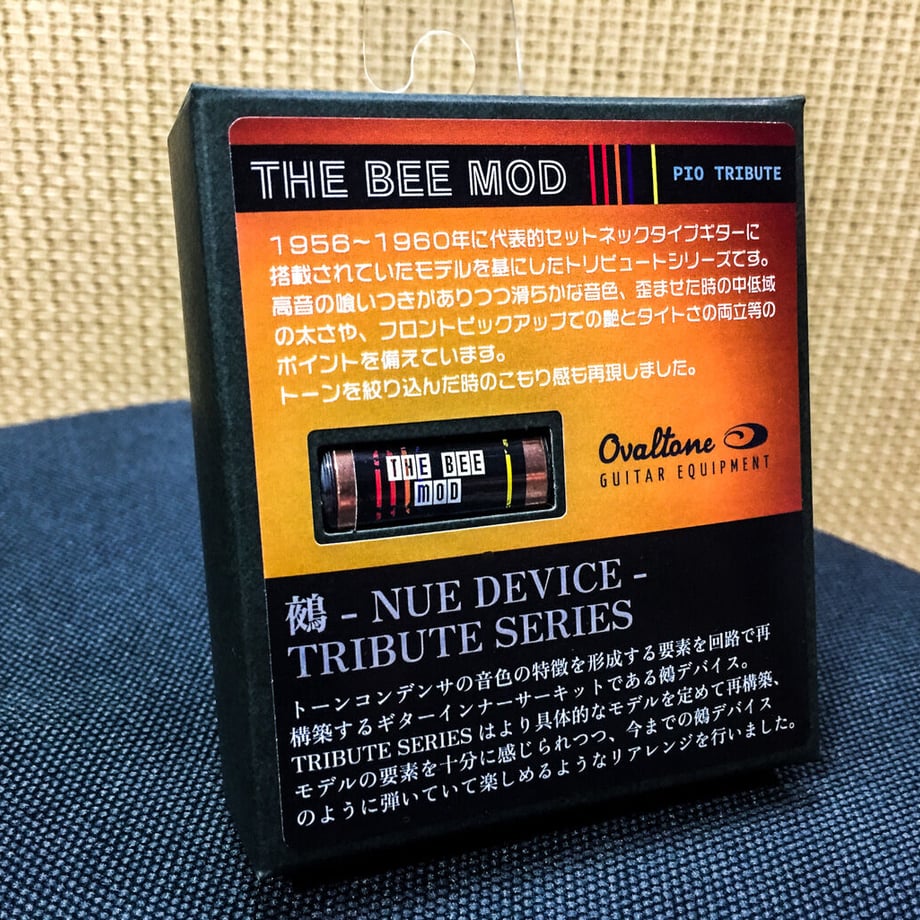 THE BEE MOD
PIO TRIBUTE
1956～1960年に代表的セットネックタイプギターに
搭載されていたモデルを基にしたトリビュートシリーズです。
高音の喰いつきがありつつ滑らかな音色、歪ませた時の中低域
の太さや、フロントピックアップでの艶とタイトさの両立等の
ポイントを備えています。
トーンを絞り込んだ時のこもり感も再現しました。
THE BEE
MOD
Ovaltone
GUITAR EQUIPMENT
鵺 - NUE DEVICE -
TRIBUTE SERIES
トーンコンデンサの音色の特徴を形成する要素を回路で再
構築するギターインナーサーキットである鵺デバイス。
TRIBUTE SERIES はより具体的なモデルを定めて再構築、
モデルの要素を十分に感じられつつ、今までの鵺デバイス
のように弾いていて楽しめるようなリアレンジを行いました。